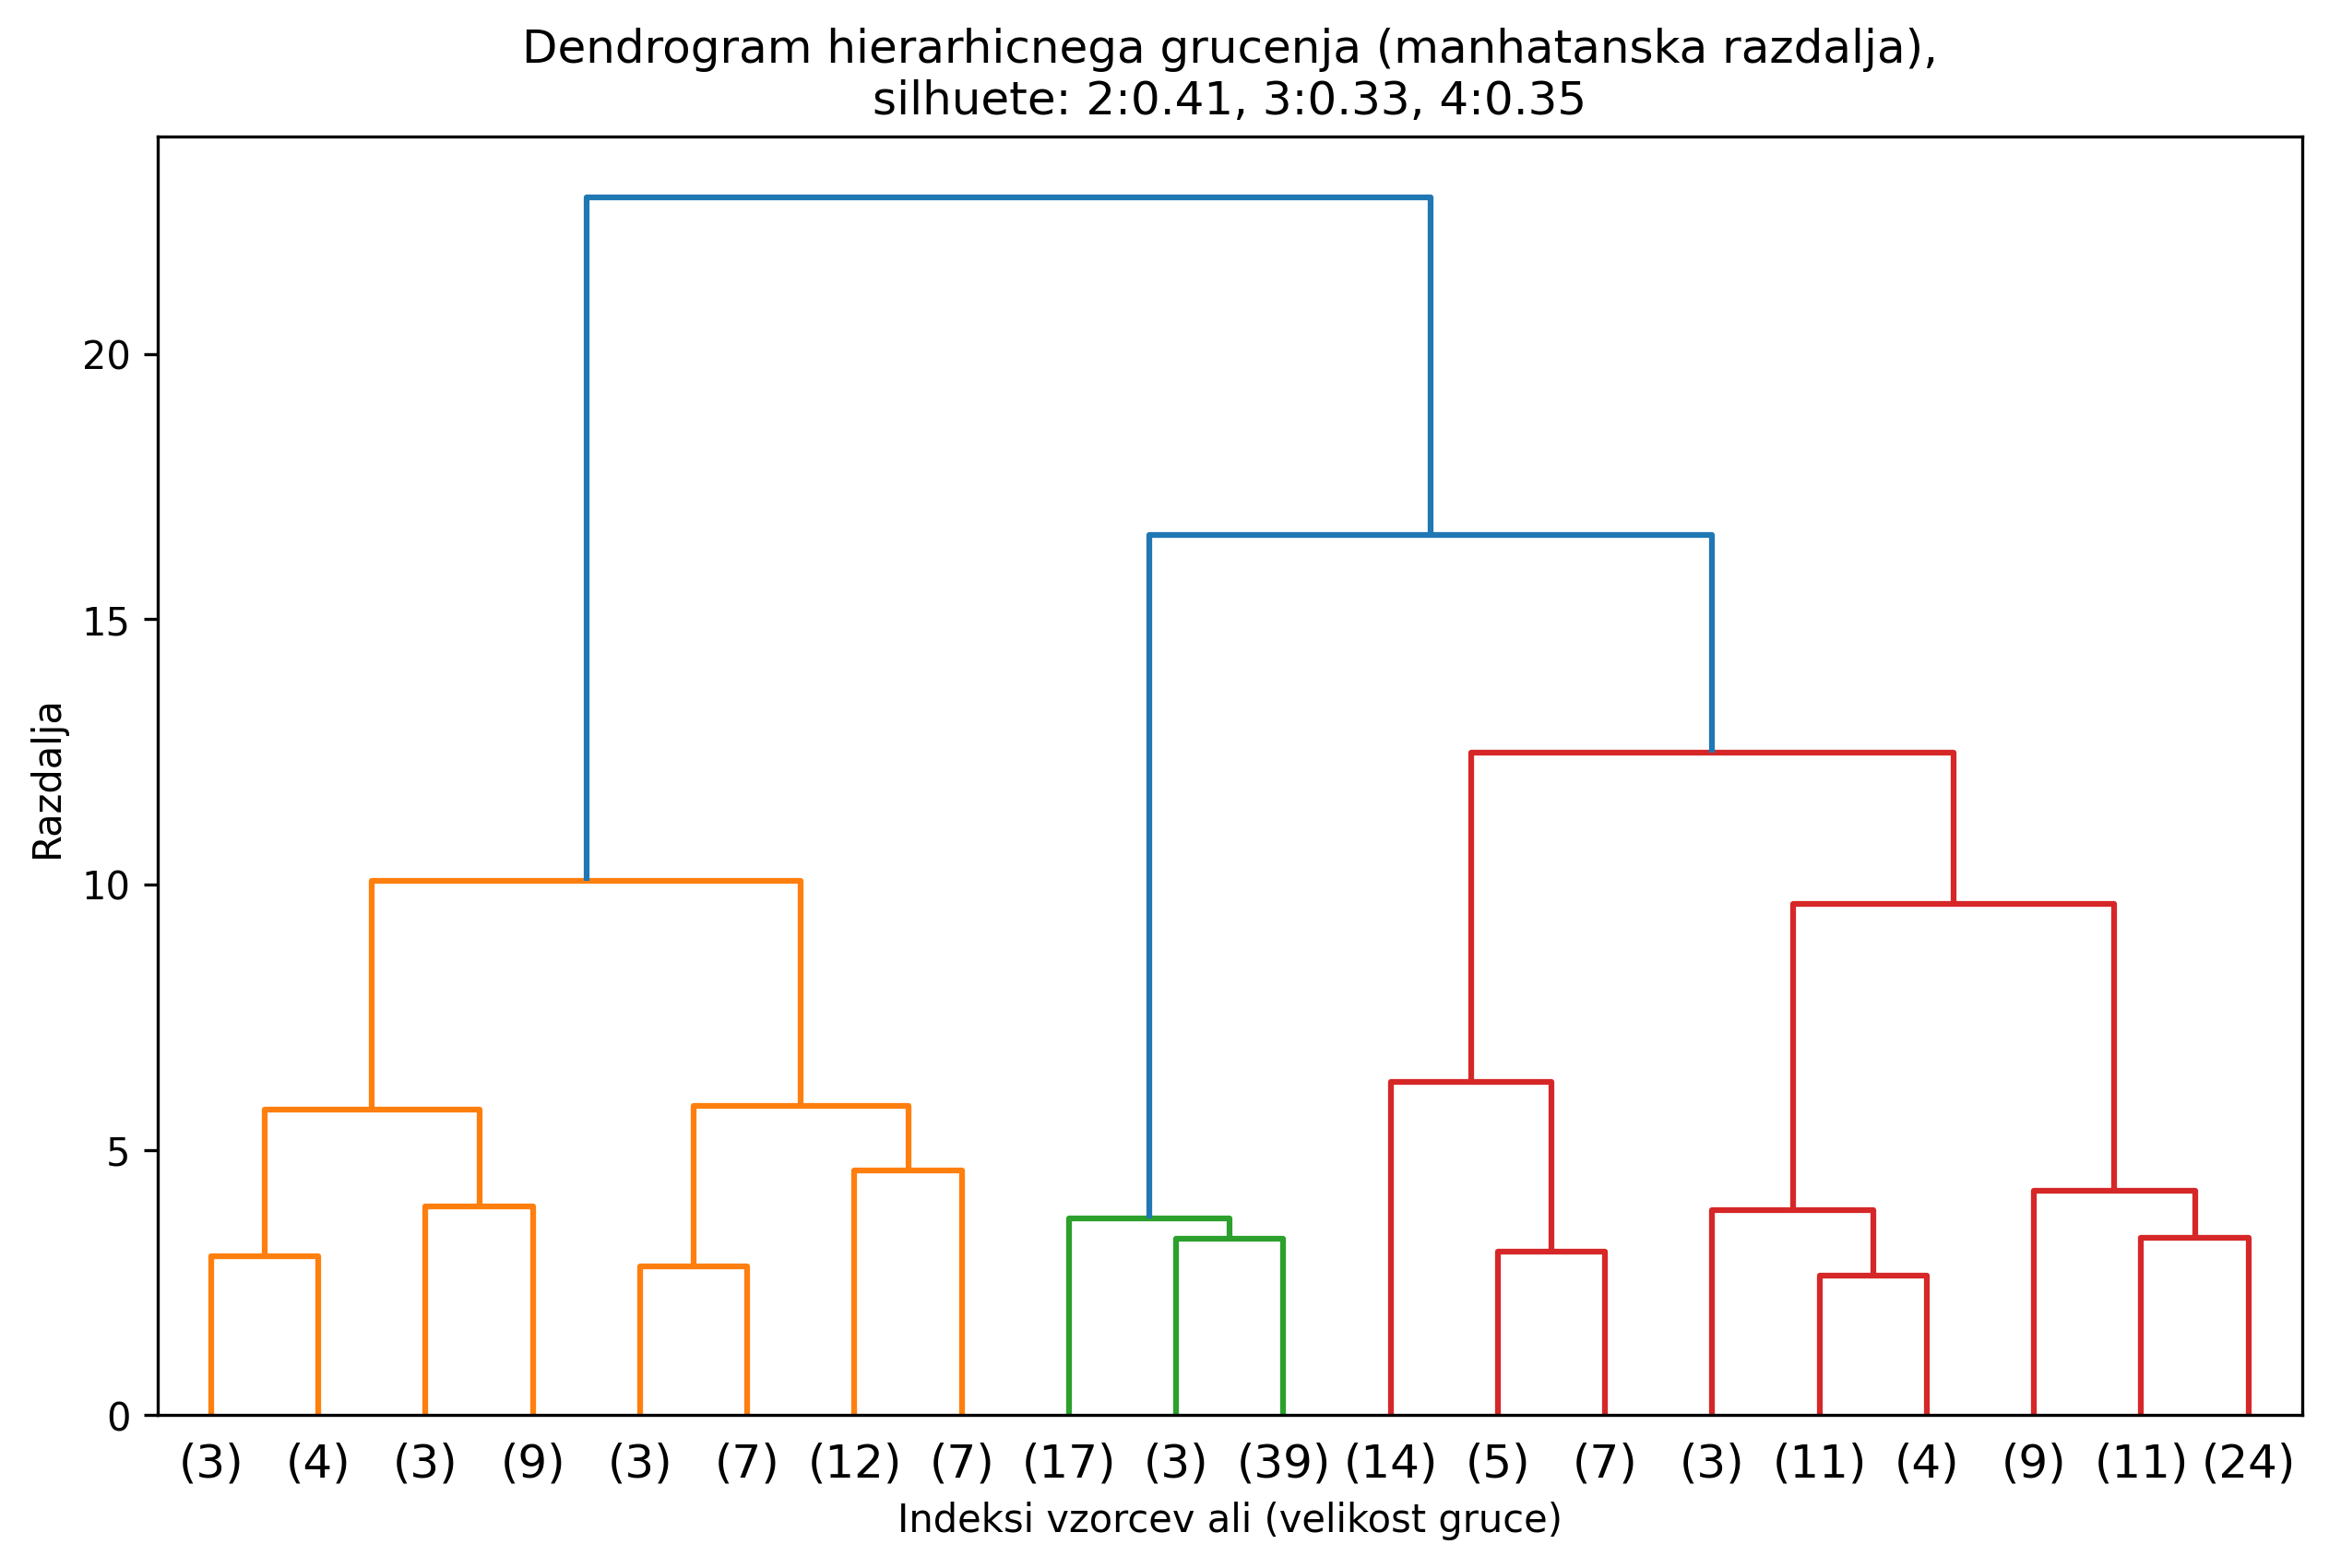 Dendrogram hierarhicnega grucenja (manhatanska razdalja),
silhuete: 2:0.41, 3:0.33, 4:0.35
20
15
10
5
0
Razdalja
(3) (4) (3) (9) (3) (7) (12) (7) (17) (3) (39) (14) (5) (7) (3) (11) (4) (9) (11) (24)
Indeksi vzorcev ali (velikost gruce)